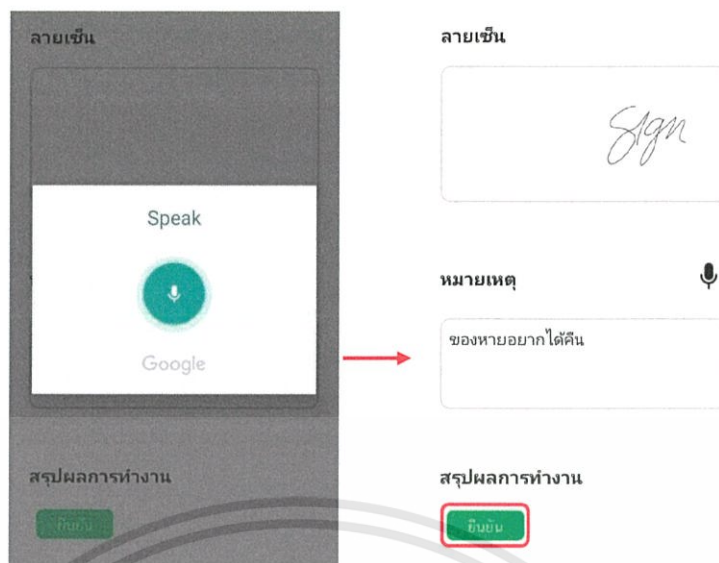 ลายเซ็น
Speak
Google
สรุปผลการทำงาน
ยืนยัน
ลายเซ็น
Sign
หมายเหตุ
ของหายอยากได้คืน
สรุปผลการทำงาน
ยืนยัน